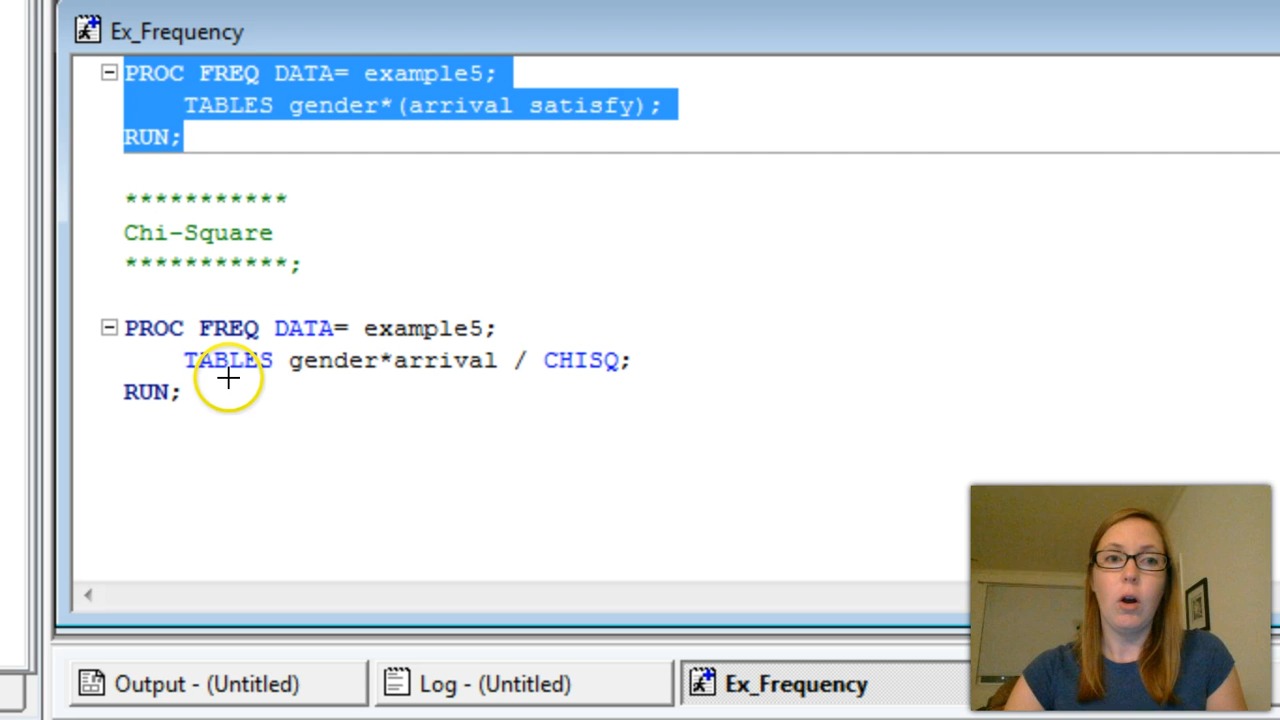 Ex_Frequency
PROC FREQ DATA= example5;
TABLES gender*(arrival satisfy);
RUN;
***********
Chi-Square
***********;
PROC FREQ DATA= example5;
TABLES gender*arrival / CHISQ;
RUN;
Output - (Untitled)
Log - (Untitled)
Ex_Frequency